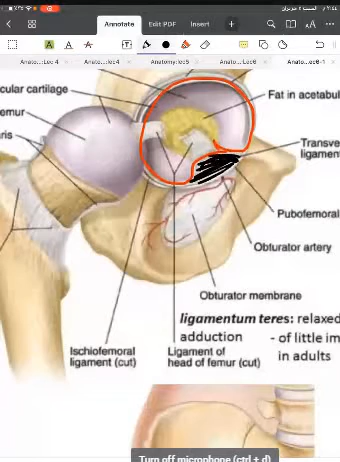 Annotate Edit PDF Insert
Anato...:Lec 4 Anato...:lec4 Anatomy:lec5 Anato...Lec6 Anato...ec6-1
cular cartilage
Fat in acetabul
emur
ris
Transve
ligament
Pubofemoral
Obturator artery
Obturator membrane
ligamentum teres: relaxed
adduction - of little im
in adults
Ischiofemoral
ligament (cut)
Ligament of
head of femur (cut)
Turn off microphone (ctrl + d)